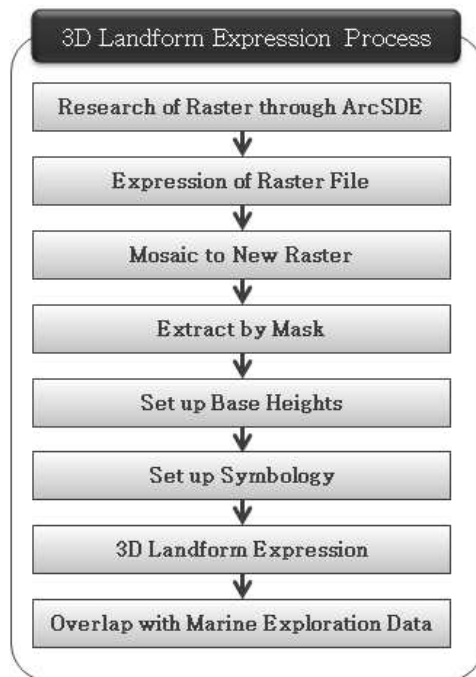 3D Landform Expression Process
Research of Raster through ArcSDE
Expression of Raster File
Mosaic to New Raster
Extract by Mask
Set up Base Heights
Set up Symbology
3D Landform Expression
Overlap with Marine Exploration Data